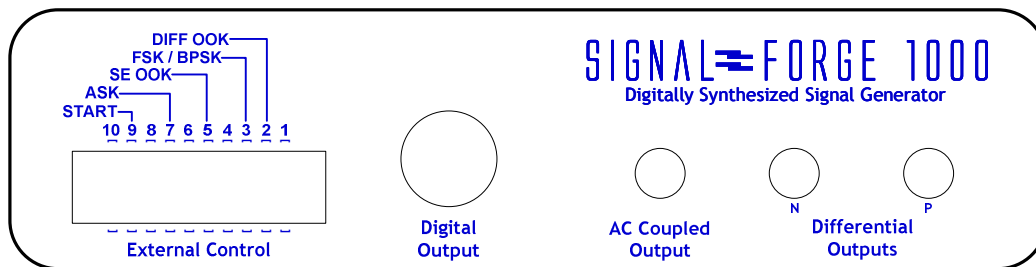 DIFF OOK
FSK / BPSK
SE OOK
ASK
START
10 9 8 7 6 5 4 3 2 1
External Control
Digital
Output
SIGNAL FORGE 1000
Digitally Synthesized Signal Generator
AC Coupled
Output
N
P
Differential
Outputs